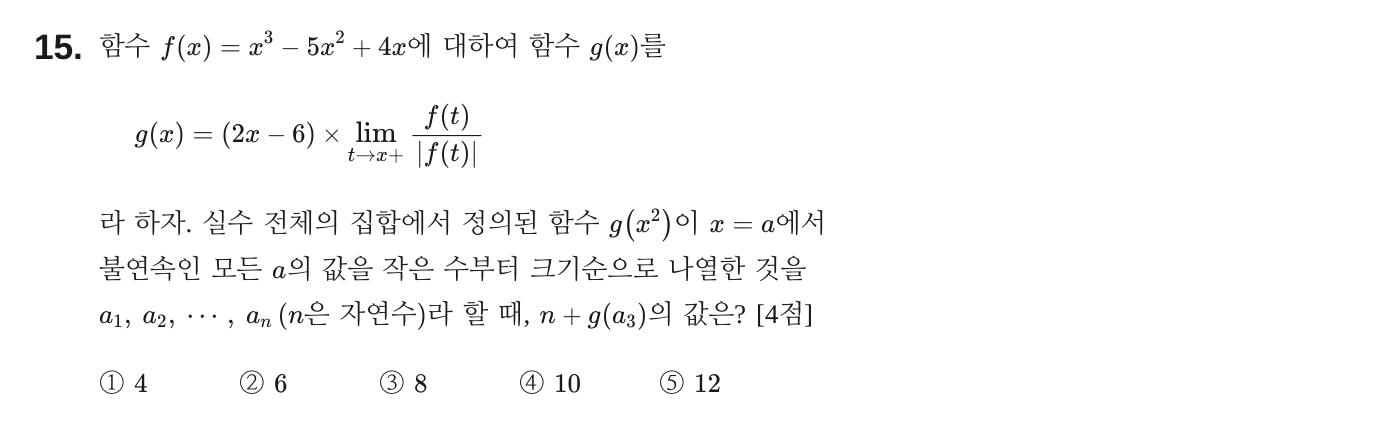 15. 함수 f(x) = x³ − 5x² + 4x에 대하여 함수 g(x)를
g(x) = (2x − 6) × lim_{t→x+} f(t)/|f(t)|
라 하자. 실수 전체의 집합에서 정의된 함수 g(x²)이 x = a에서
불연속인 모든 a의 값을 작은 수부터 크기순으로 나열한 것을
a₁, a₂, ⋯, aₙ (n은 자연수)라 할 때, n + g(a₃)의 값은? [4점]
① 4 ② 6 ③ 8 ④ 10 ⑤ 12